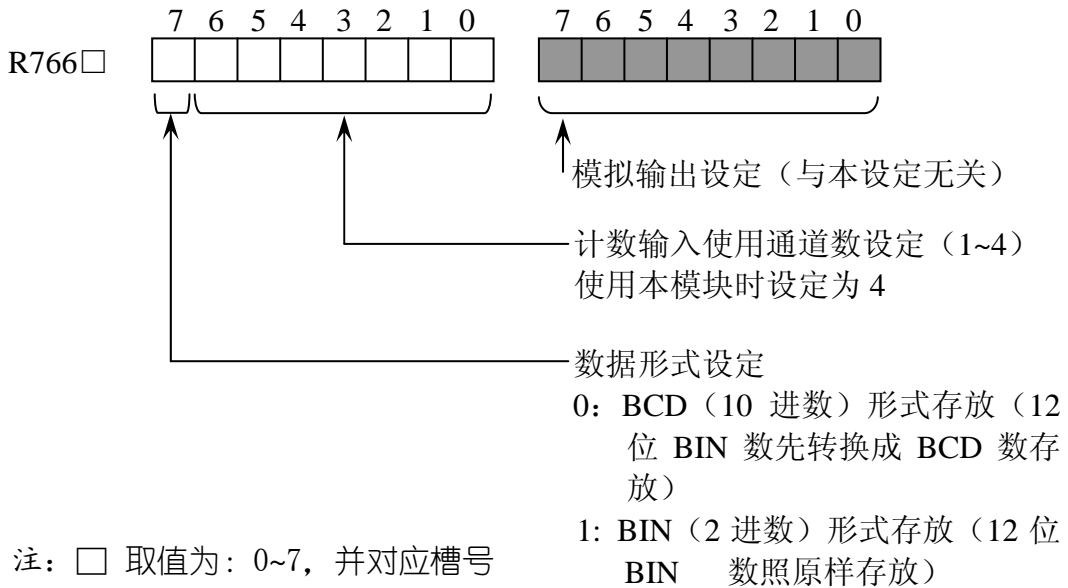 7 6 5 4 3 2 1 0 7 6 5 4 3 2 1 0
R766□
模拟输出设定（与本设定无关）
计数输入使用通道数设定（1~4）
使用本模块时设定为 4
数据形式设定
0：BCD（10 进数）形式存放（12
位 BIN 数先转换成 BCD 数存
放）
1: BIN（2 进数）形式存放（12 位
BIN 数照原样存放）
注：□ 取值为：0~7，并对应槽号